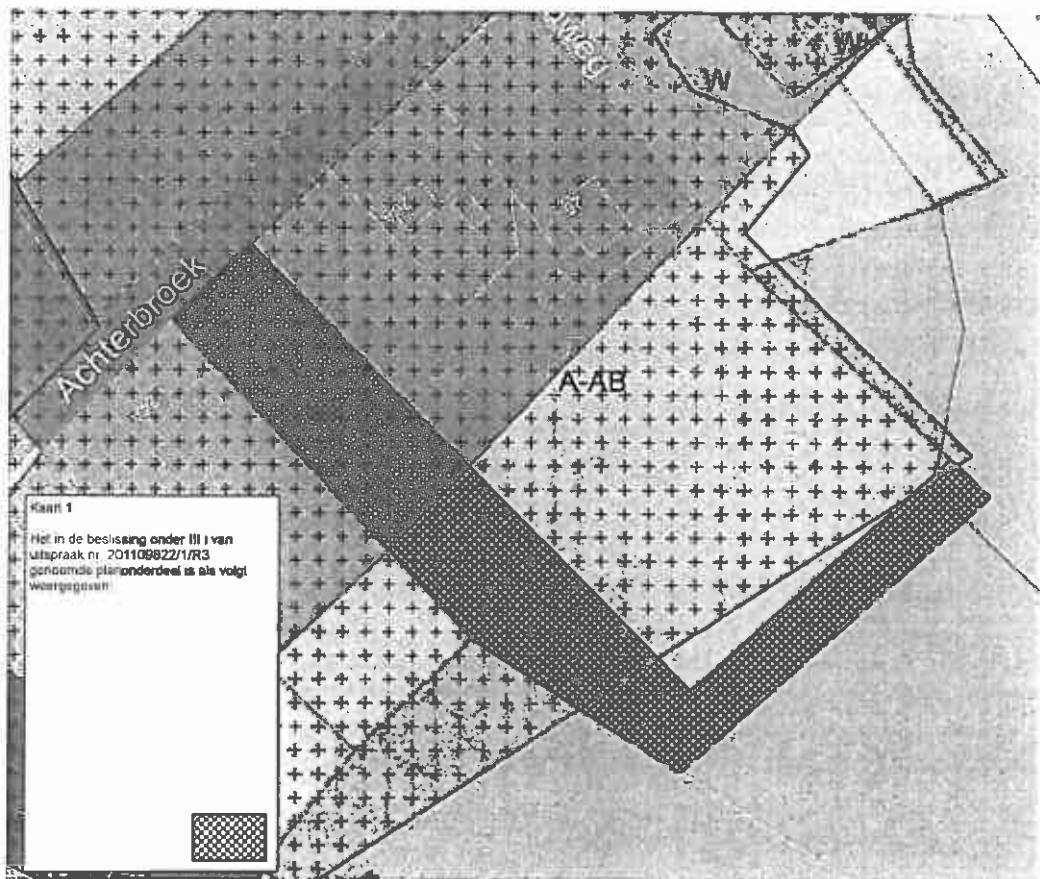 W
W
Achterbroek
A-AB
Kaart 1
Het in de beslissing onder III i van
uitspraak nr. 201109822/1/R3
genoemde planonderdeel is als volgt
weergegeven: